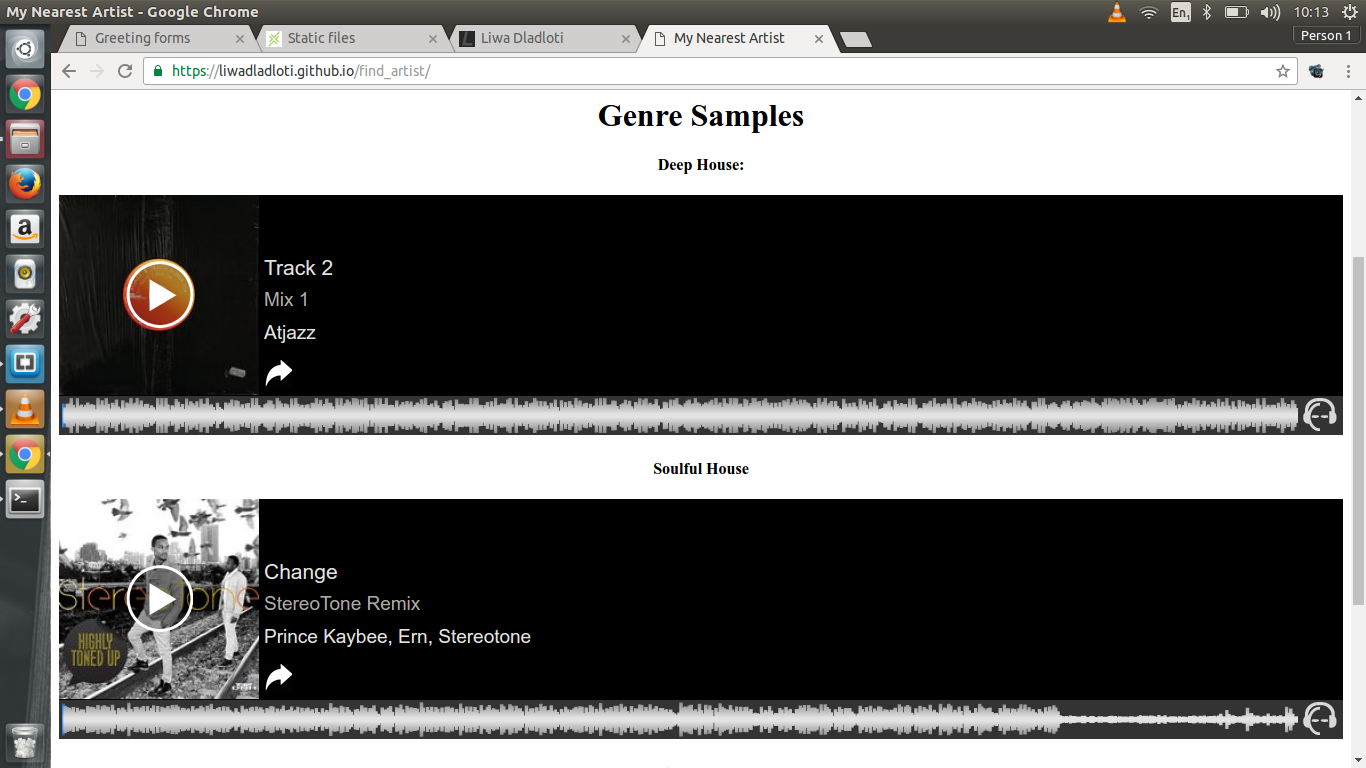 My Nearest Artist - Google Chrome
En1
10:13
Greeting forms
Static files
Liwa Dladloti
My Nearest Artist
Person 1
https://liwadladloti.github.io/find_artist/
Genre Samples
Deep House:
Track 2
Mix 1
Atjazz
Soulful House
StereoTone
HIGHLY
TONED UP
Change
StereoTone Remix
Prince Kaybee, Ern, Stereotone